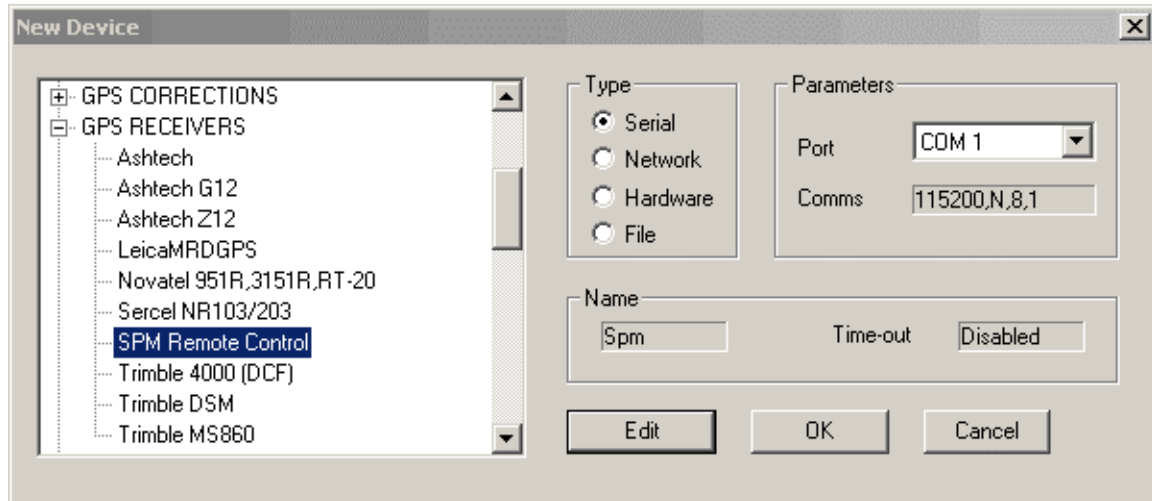 New Device
GPS CORRECTIONS
GPS RECEIVERS
Ashtech
Ashtech G12
Ashtech Z12
LeicaMRDGPS
Novatel 951R,3151R,RT-20
Sercel NR103/203
SPM Remote Control
Trimble 4000 (DCF)
Trimble DSM
Trimble MS860
Type
Serial
Network
Hardware
File
Parameters
Port COM 1
Comms 115200,N,8,1
Name
Spm Time-out Disabled
Edit OK Cancel